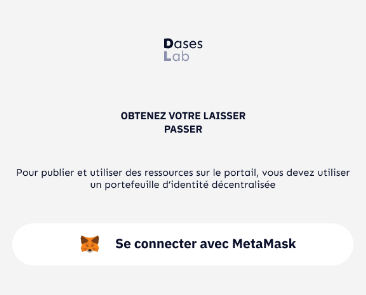 Dases
Lab
OBTENEZ VOTRE LAISSER
PASSER
Pour publier et utiliser des ressources sur le portail, vous devez utiliser
un portefeuille d'identité décentralisée
Se connecter avec MetaMask